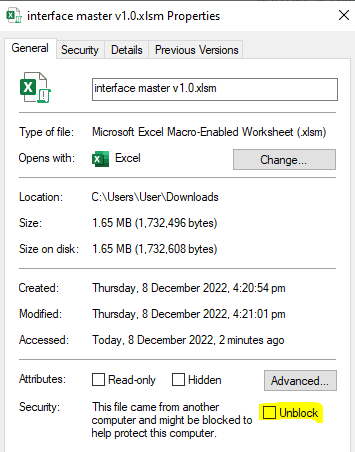 interface master v1.0.xlsm Properties
General Security Details Previous Versions
interface master v1.0.xlsm
Type of file: Microsoft Excel Macro-Enabled Worksheet (.xlsm)
Opens with: Excel Change...
Location: C:\Users\User\Downloads
Size: 1.65 MB (1,732,496 bytes)
Size on disk: 1.65 MB (1,732,608 bytes)
Created: Thursday, 8 December 2022, 4:20:54 pm
Modified: Thursday, 8 December 2022, 4:21:01 pm
Accessed: Today, 8 December 2022, 2 minutes ago
Attributes: Read-only Hidden Advanced...
Security: This file came from another Unblock
computer and might be blocked to
help protect this computer.